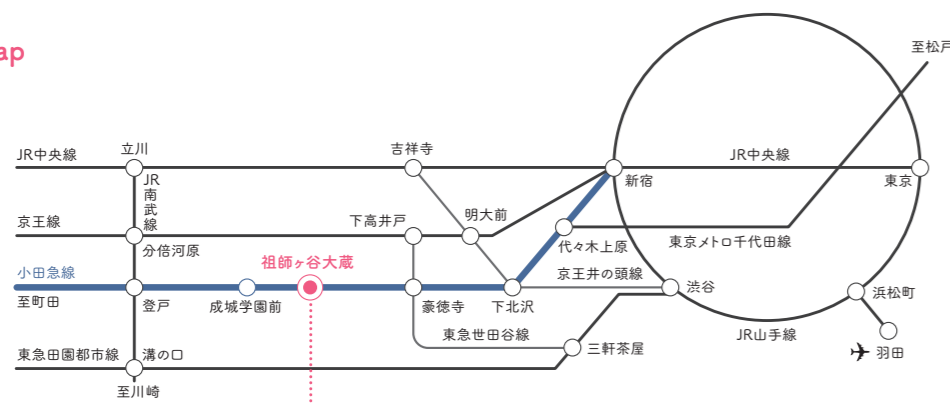 ap
至松戸
JR中央線
立川
吉祥寺
JR中央線
新宿
東京
JR南武線
京王線
下高井戸
明大前
分倍河原
代々木上原
東京メトロ千代田線
小田急線
祖師ヶ谷大蔵
京王井の頭線
至町田
登戸
成城学園前
豪徳寺
下北沢
渋谷
浜松町
東急世田谷線
JR山手線
東急田園都市線
溝の口
三軒茶屋
羽田
至川崎